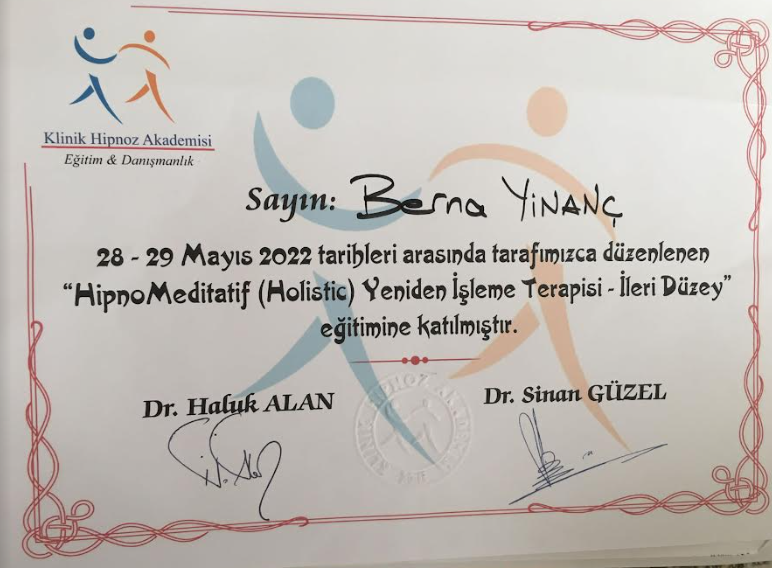 Klinik Hipnoz Akademisi
Eğitim & Danışmanlık
Sayın: Berna YİNANÇ
28 - 29 Mayıs 2022 tarihleri arasında tarafımızca düzenlenen
“HipnoMeditatif (Holistic) Yeniden İşleme Terapisi - İleri Düzey”
eğitimine katılmıştır.
Dr. Haluk ALAN
Dr. Sinan GÜZEL